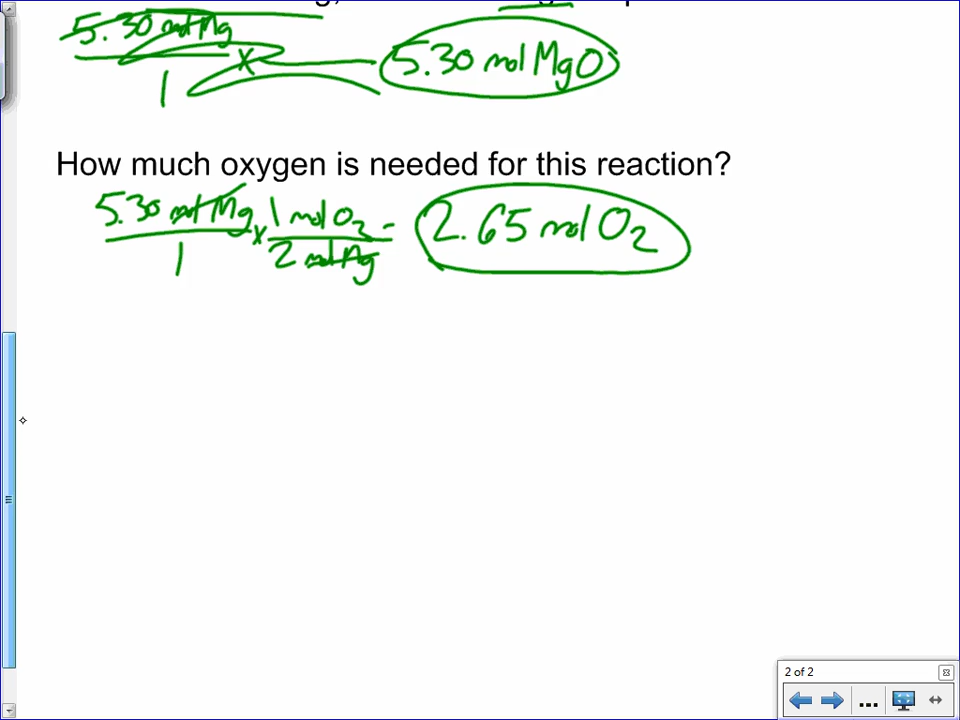 5.30 mol Mg
x
5.30 mol MgO
1
How much oxygen is needed for this reaction?
5.30 mol Mg x 1 mol O2 = 2.65 mol O2
1 2 mol Mg
2 of 2
...